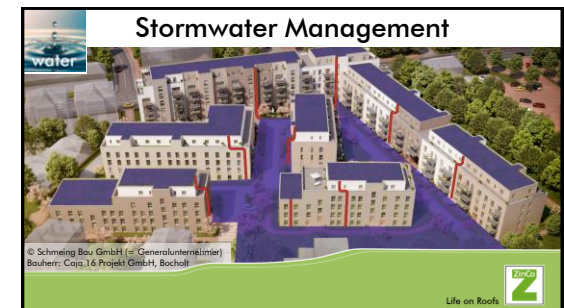 Stormwater Management
water
© Schmeing Bau GmbH (= Generalunternehmer)
Bauherr: Caja 16 Projekt GmbH, Bocholt
Life on Roofs
ZinCo